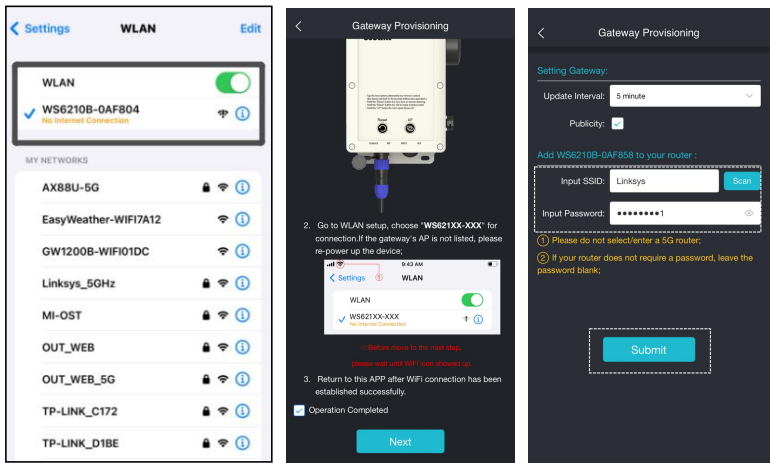 Settings
WLAN
Edit
WLAN
WS6210B-0AF804
No Internet Connection
MY NETWORKS
AX88U-5G
EasyWeather-WIFI7A12
GW1200B-WIFI01DC
Linksys_5GHz
MI-OST
OUT_WEB
OUT_WEB_5G
TP-LINK_C172
TP-LINK_D1BE
Gateway Provisioning
Reset
AP
2. Go to WLAN setup, choose "WS621XX-XXX" for
connection.If the gateway's AP is not listed, please
re-power up the device;
9:43 AM
Settings
①
WLAN
WLAN
WS621XX-XXX
No Internet Connection
①:Before move to the next step,
please wait until WiFi icon showed up.
3. Return to this APP after WiFi connection has been
established successfully.
Operation Completed
Next
Gateway Provisioning
Setting Gateway:
Update Interval:
5 minute
Publicity:
Add WS6210B-0AF858 to your router :
Input SSID:
Linksys
Scan
Input Password:
●●●●●●●●1
① Please do not select/enter a 5G router;
② If your router does not require a password, leave the
password blank;
Submit